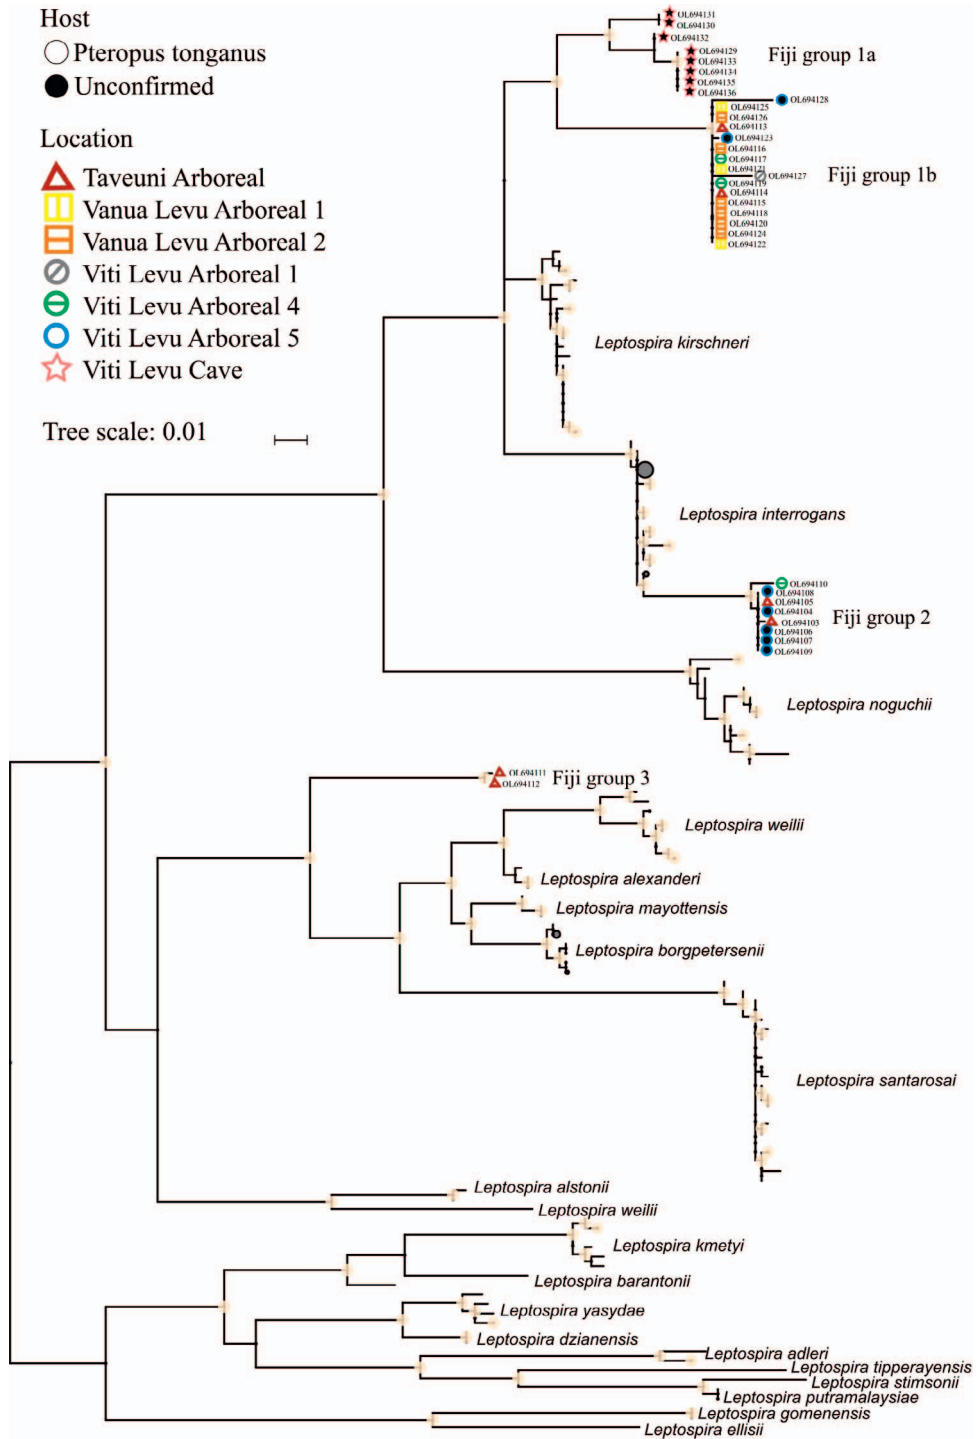 Host
Pteropus tonganus
Unconfirmed
Location
Taveuni Arboreal
Vanua Levu Arboreal 1
Vanua Levu Arboreal 2
Viti Levu Arboreal 1
Viti Levu Arboreal 4
Viti Levu Arboreal 5
Viti Levu Cave
Tree scale: 0.01
OL694131
OL694130
OL694132
OL694129
OL694133
OL694134
OL694135
OL694136
Fiji group 1a
OL694128
OL694125
OL694126
OL694113
OL694123
OL694116
OL694117
OL694121
OL694127
OL694119
OL694114
OL694115
OL694118
OL694120
OL694124
OL694122
Fiji group 1b
Leptospira kirschneri
Leptospira interrogans
OL694110
OL694108
OL694105
OL694104
OL694103
OL694106
OL694107
OL694109
Fiji group 2
Leptospira noguchii
OL694111
OL694112
Fiji group 3
Leptospira weilii
Leptospira alexanderi
Leptospira mayottensis
Leptospira borgpetersenii
Leptospira santarosai
Leptospira alstonii
Leptospira weilii
Leptospira kmetyi
Leptospira barantonii
Leptospira yasydae
Leptospira dzianensis
Leptospira adleri
Leptospira tipperayensis
Leptospira stimsonii
Leptospira putramalaysiae
Leptospira gomenensis
Leptospira ellisii